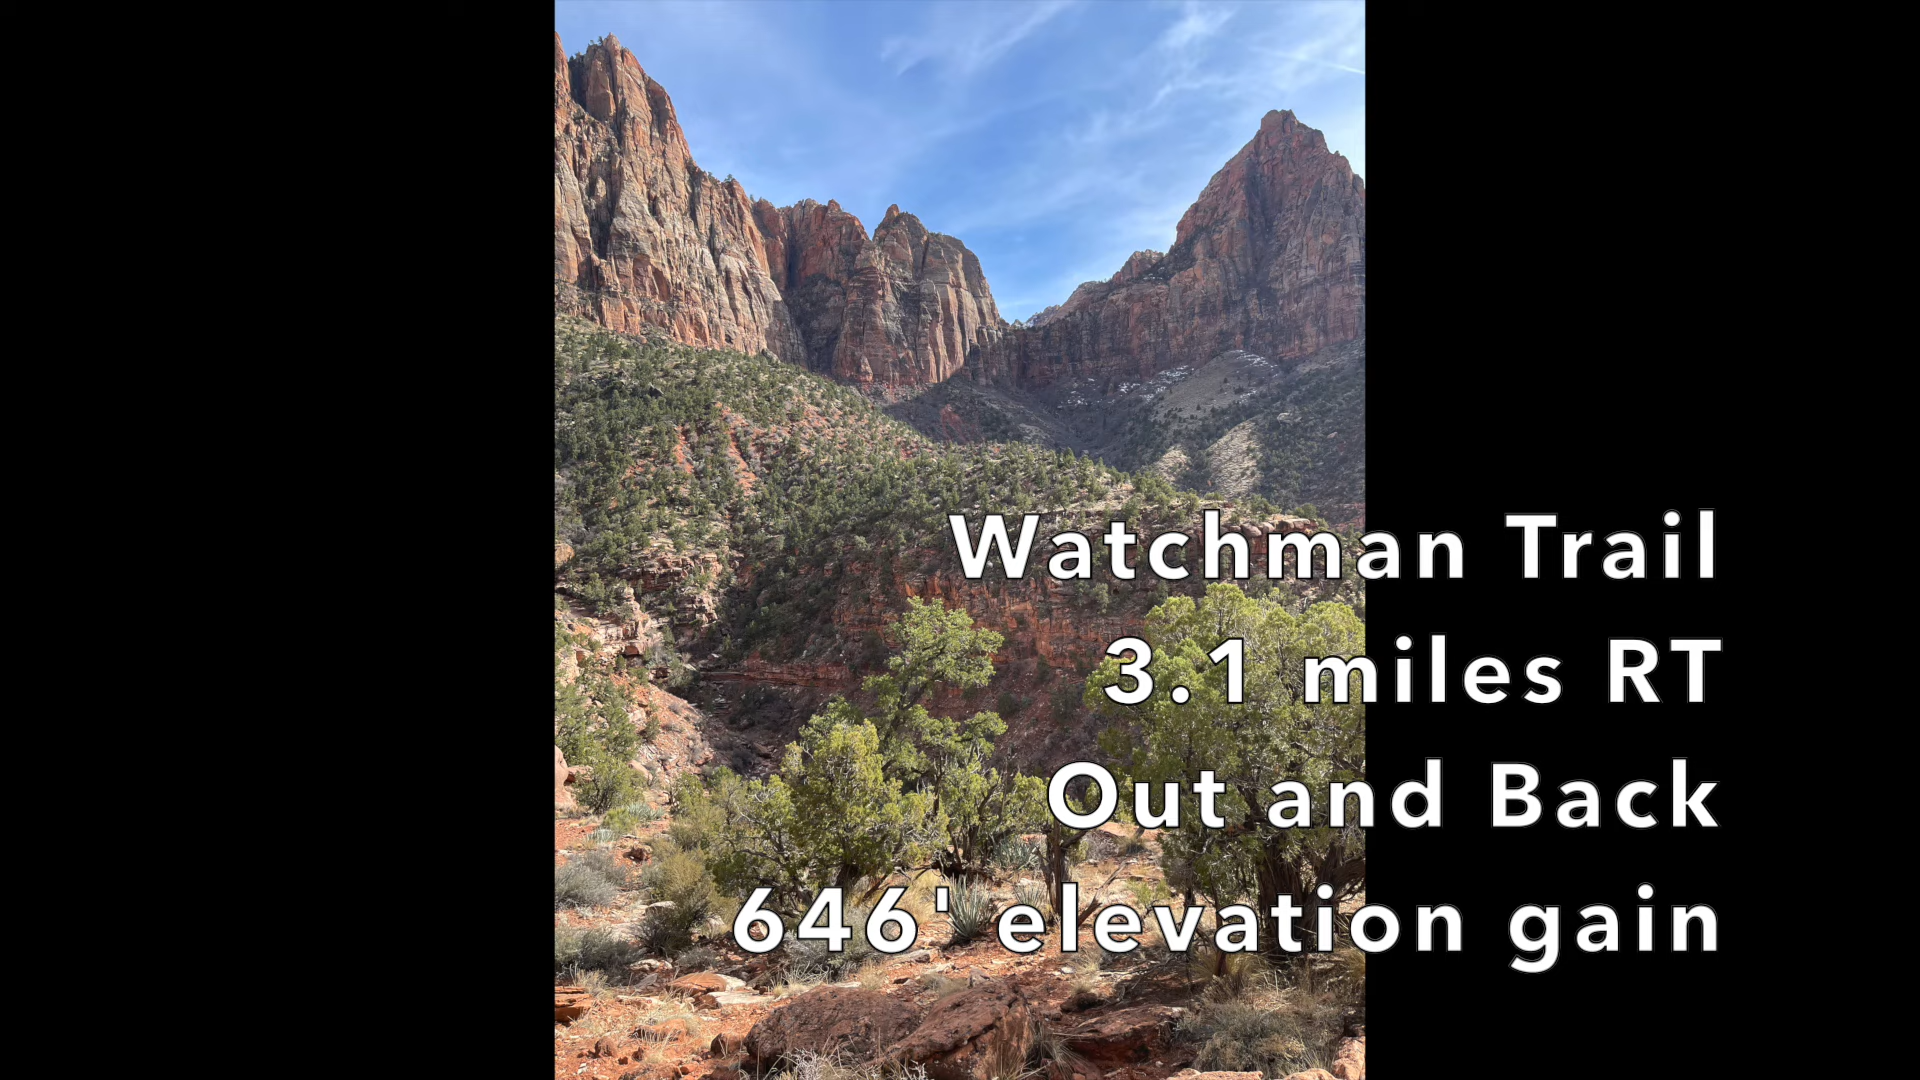 Watchman Trail
3.1 miles RT
Out and Back
646' elevation gain